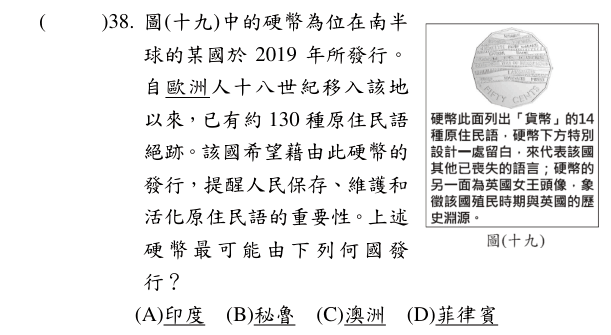 (　　)38. 圖(十九)中的硬幣為位在南半
球的某國於 2019 年所發行。
自歐洲人十八世紀移入該地
以來，已有約 130 種原住民語
絕跡。該國希望藉由此硬幣的
發行，提醒人民保存、維護和
活化原住民語的重要性。上述
硬幣最可能由下列何國發
行？
(A)印度　(B)秘魯　(C)澳洲　(D)菲律賓
FIFTY CENTS
硬幣此面列出「貨幣」的14
種原住民語，硬幣下方特別
設計一處留白，來代表該國
其他已喪失的語言；硬幣的
另一面為英國女王頭像，象
徵該國殖民時期與英國的歷
史淵源。
圖(十九)